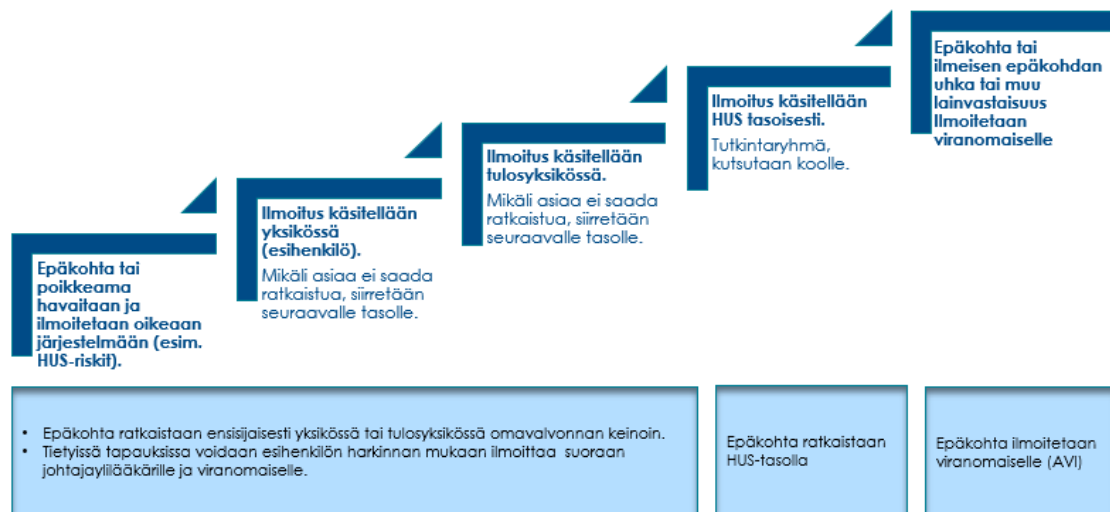 Epäkohta tai
poikkeama
havaitaan ja
ilmoitetaan oikeaan
järjestelmään (esim.
HUS-riskit).
Ilmoitus käsitellään
yksikössä
(esihenkilö).
Mikäli asiaa ei saada
ratkaistua, siirretään
seuraavalle tasolle.
Ilmoitus käsitellään
tulosyksikössä.
Mikäli asiaa ei saada
ratkaistua, siirretään
seuraavalle tasolle.
Ilmoitus käsitellään
HUS tasoisesti.
Tutkintaryhmä,
kutsutaan koolle.
Epäkohta tai
ilmeisen epäkohdan
uhka tai muu
lainvastaisuus
Ilmoitetaan
viranomaiselle
• Epäkohta ratkaistaan ensisijaisesti yksikössä tai tulosyksikössä omavalvonnan keinoin.
• Tietyissä tapauksissa voidaan esihenkilön harkinnan mukaan ilmoittaa suoraan
johtajaylilääkärille ja viranomaiselle.
Epäkohta ratkaistaan
HUS-tasolla
Epäkohta ilmoitetaan
viranomaiselle (AVI)